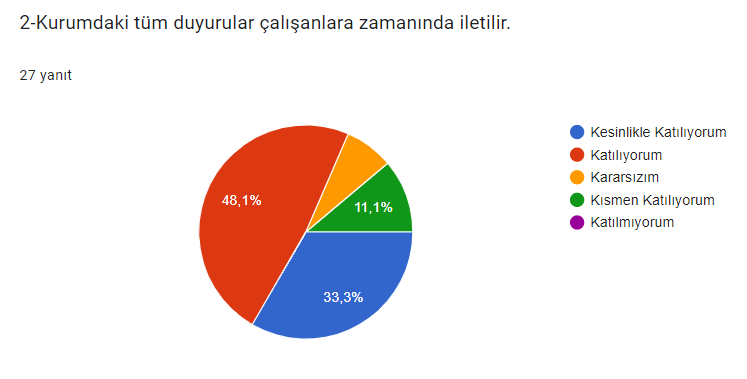 2-Kurumdaki tüm duyurular çalışanlara zamanında iletilir.
27 yanıt
Kesinlikle Katılıyorum
Katılıyorum
Kararsızım
Kısmen Katılıyorum
Katılmıyorum
48,1%
11,1%
33,3%